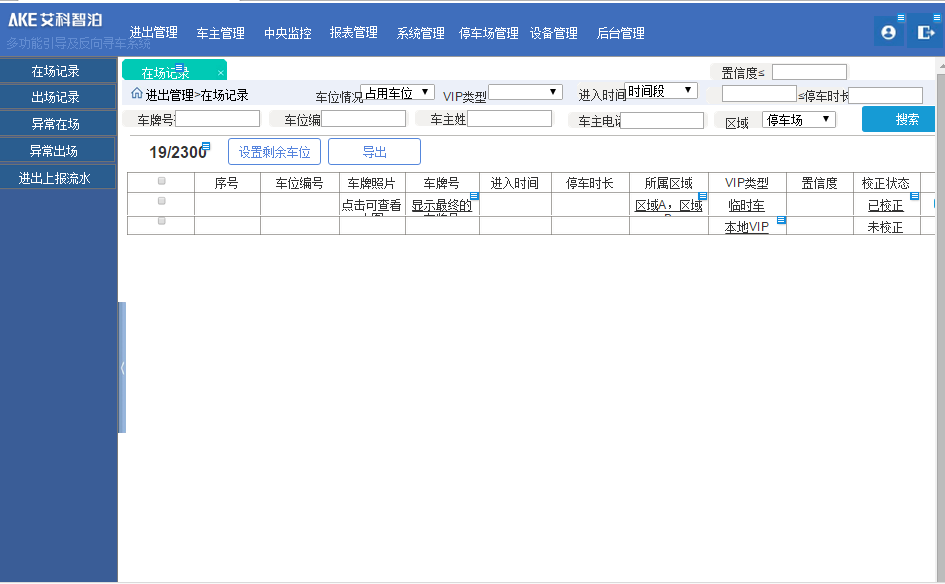 AKE艾科智泊
多功能引导及反向寻车系统
进出管理 车主管理 中央监控 报表管理 系统管理 停车场管理 设备管理 后台管理
在场记录
出场记录
异常在场
异常出场
进出上报流水
在场记录 ×
置信度≤
进出管理>在场记录 车位情况 占用车位 VIP类型 进入时间 时间段 ≤停车时长
车牌号 车位编 车主姓 车主电话 区域 停车场 搜索
19/2300 设置剩余车位 导出
序号 车位编号 车牌照片 车牌号 进入时间 停车时长 所属区域 VIP类型 置信度 校正状态
点击可查看 显示最终的 区域A，区域 临时车 已校正
本地VIP 未校正